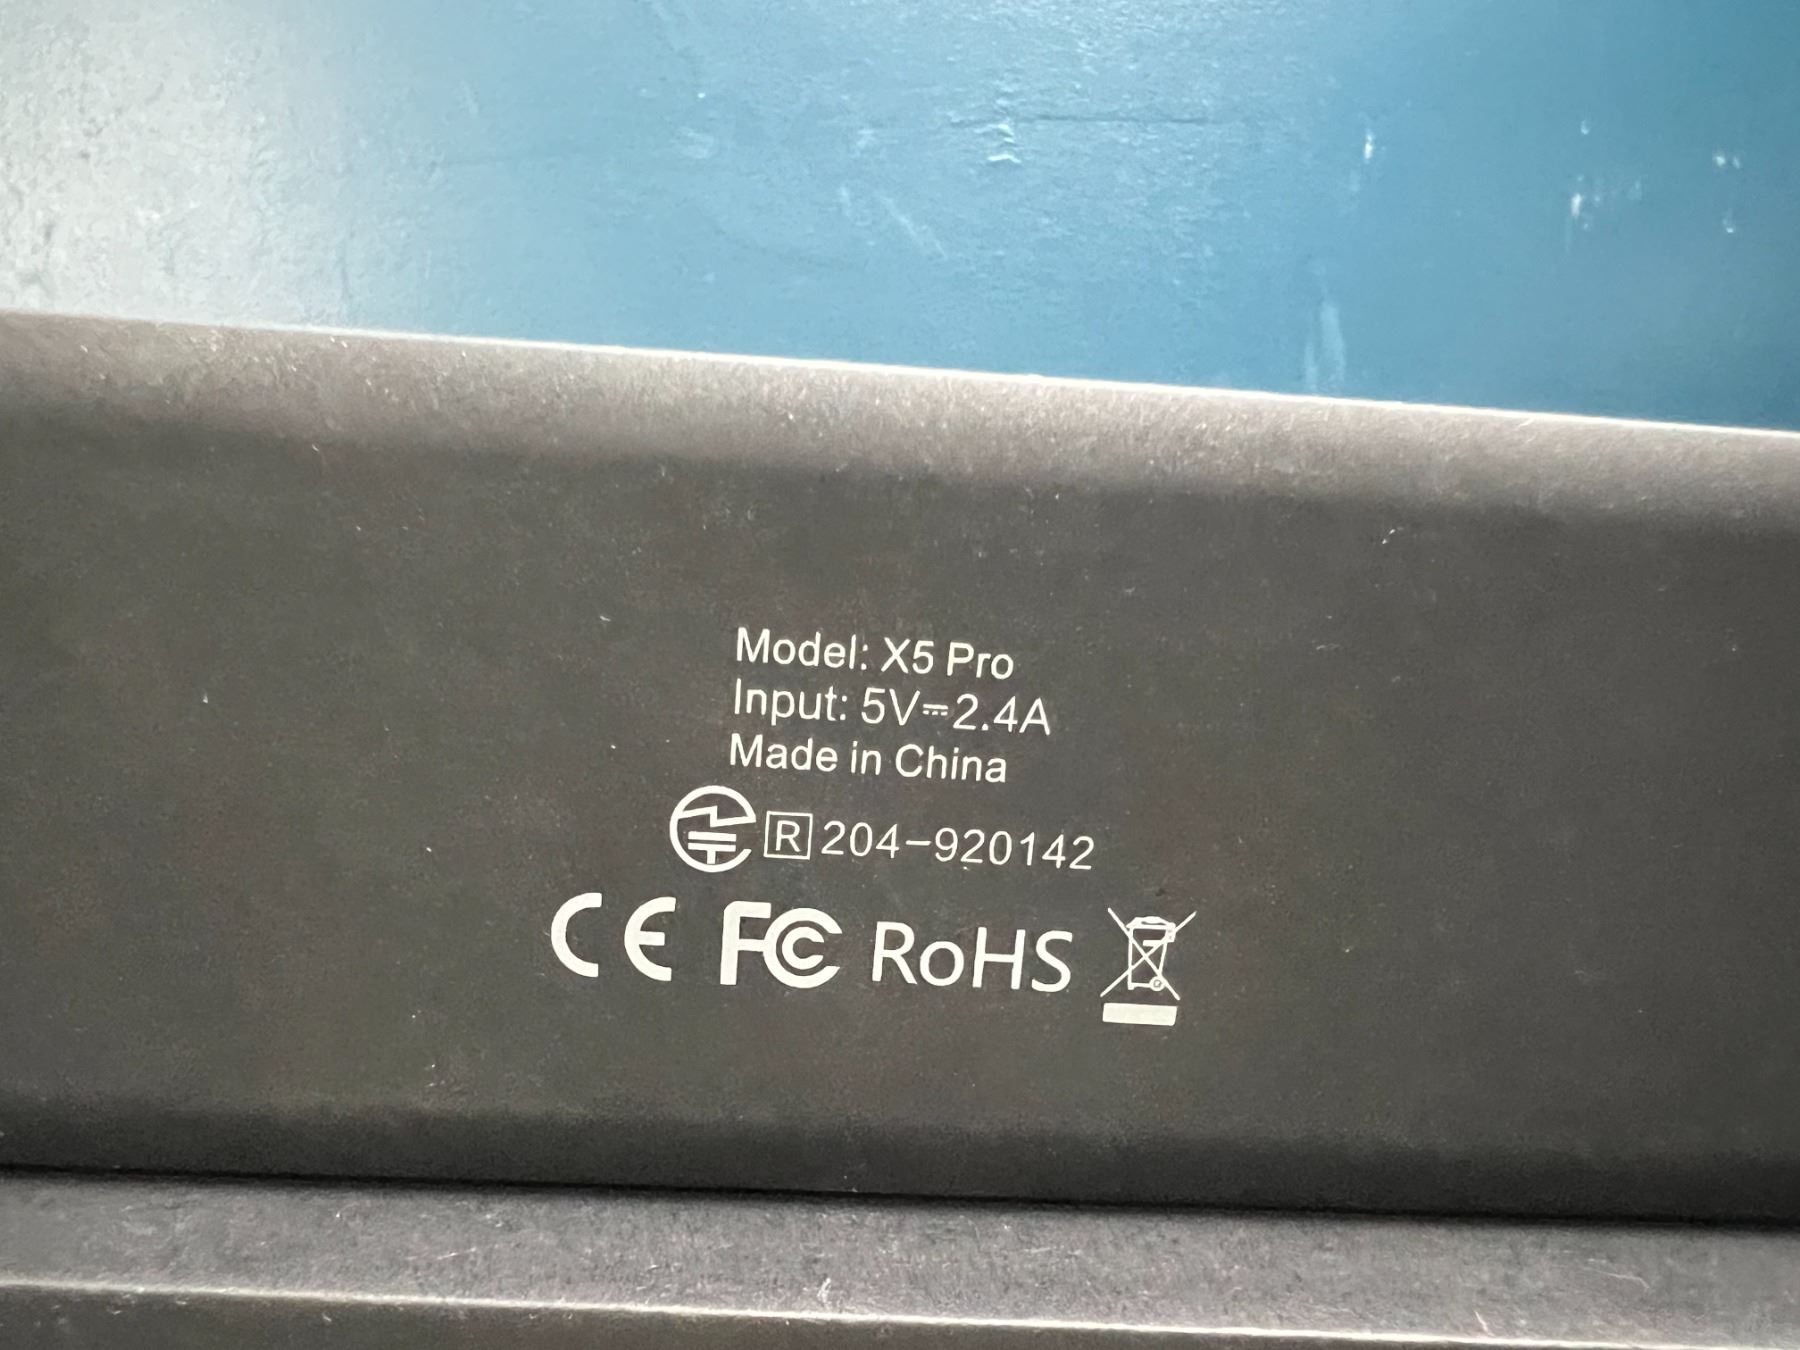 Model: X5 Pro
Input: 5V⎓2.4A
Made in China
R 204-920142
CE FC RoHS